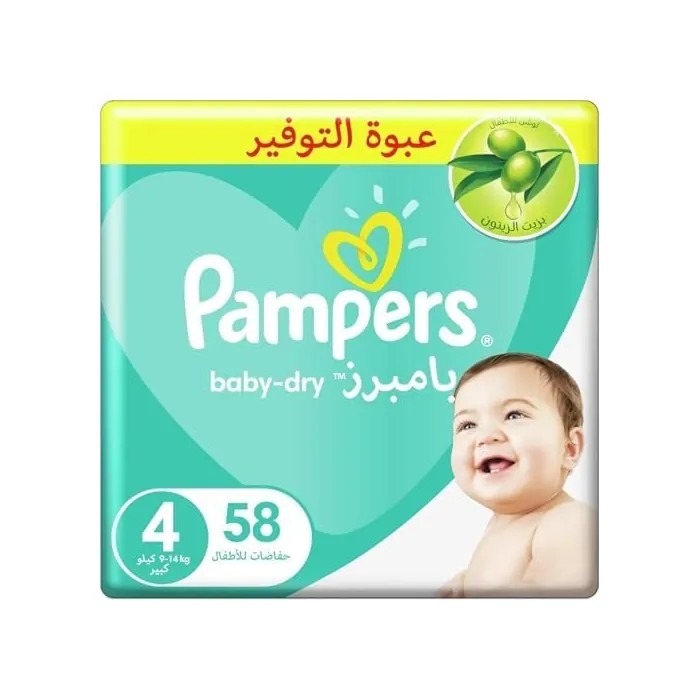 عبوة التوفير
لوشن للأطفال
بزيت الزيتون
Pampers®
baby-dry™ بامبرز
4
9-14 kg كيلو
كبير
58
حفاضات للأطفال